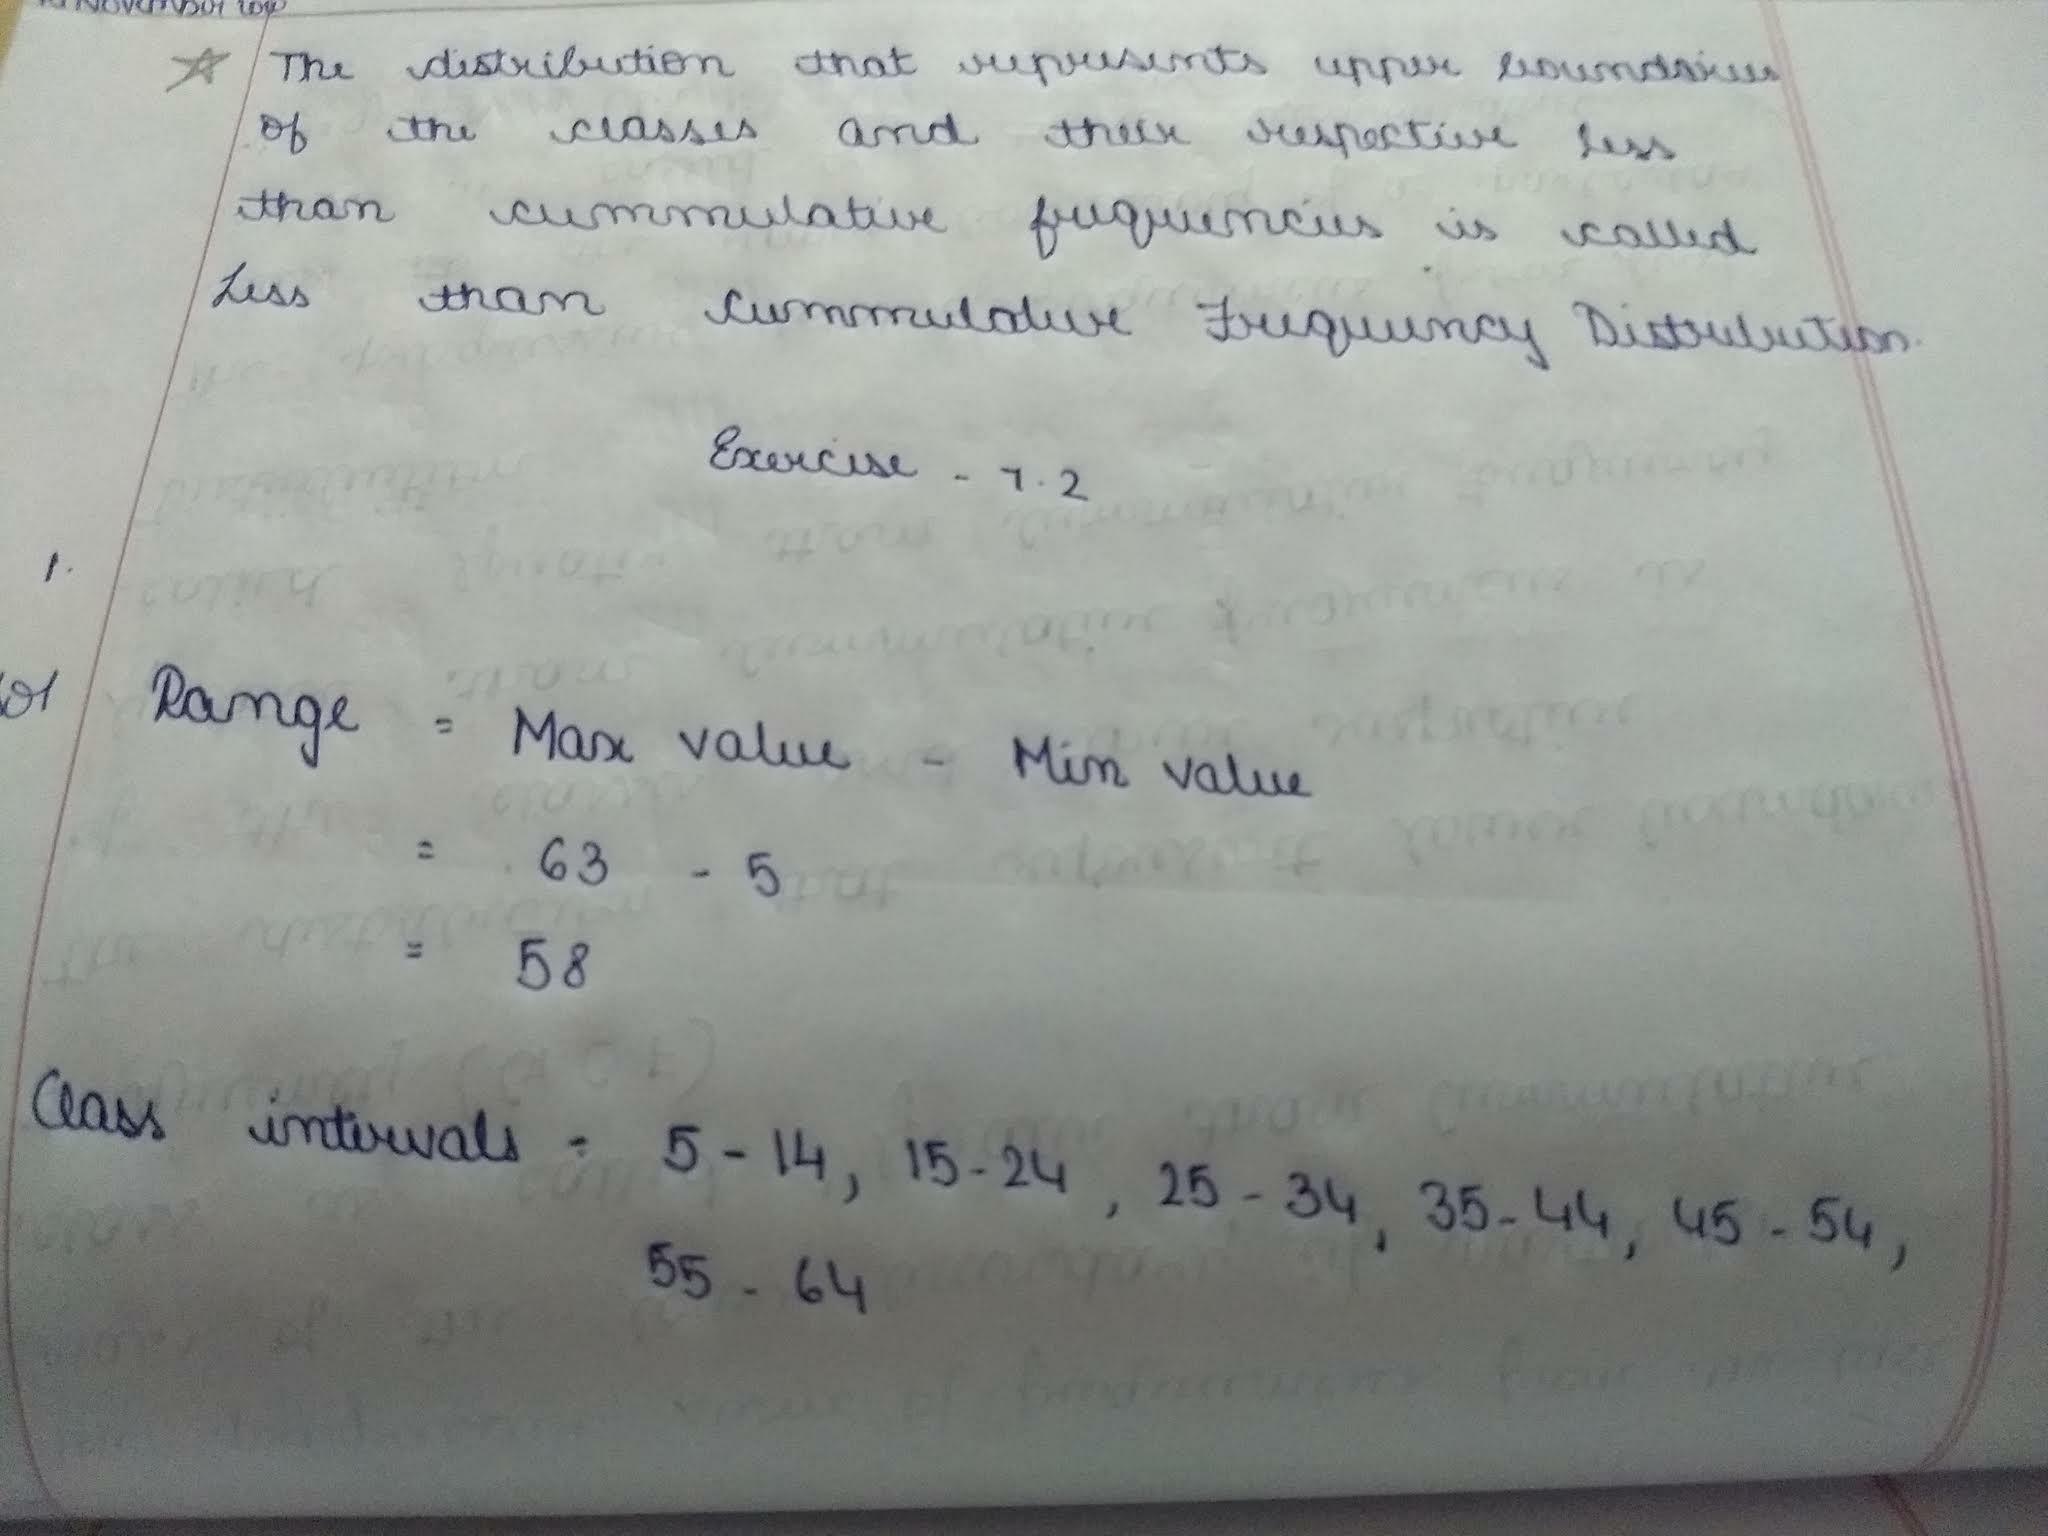 ☆ The distribution that represents upper boundaries
of the classes and their respective less
than cummulative frequencies is called
Less than Cummulative Frequency Distribution.
Exercise - 7.2
1.
Sol Range = Max value - Min value
= 63 - 5
= 58
Class intervals = 5-14, 15-24, 25-34, 35-44, 45-54,
55-64